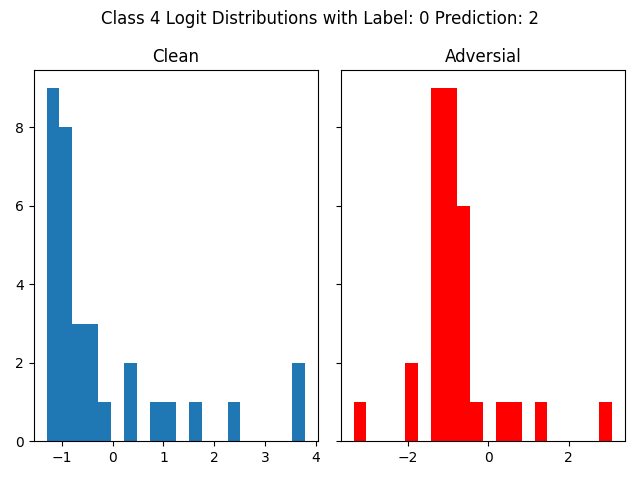 Class 4 Logit Distributions with Label: 0 Prediction: 2
Clean
Adversial
8
6
4
2
0
−1 0 1 2 3 4
−2 0 2